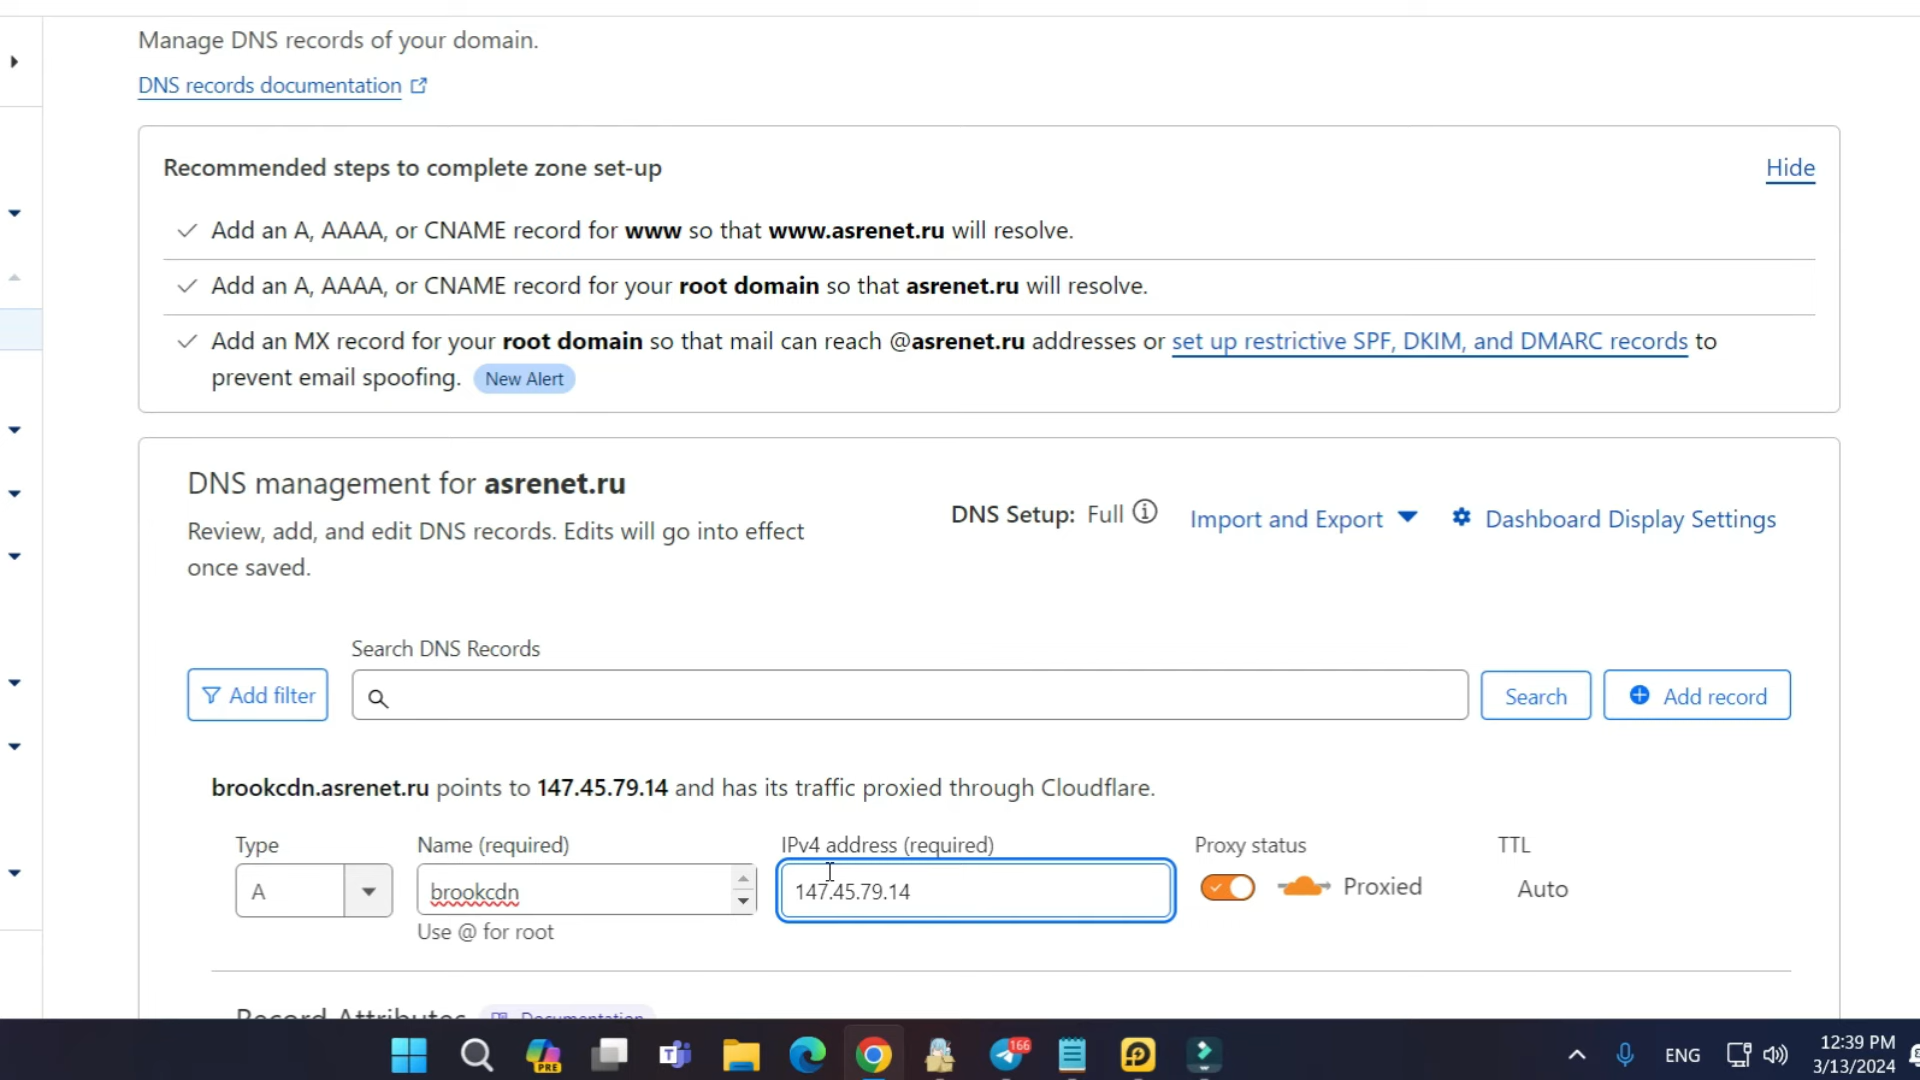 Manage DNS records of your domain.
DNS records documentation
Recommended steps to complete zone set-up
Hide
Add an A, AAAA, or CNAME record for www so that www.asrenet.ru will resolve.
Add an A, AAAA, or CNAME record for your root domain so that asrenet.ru will resolve.
Add an MX record for your root domain so that mail can reach @asrenet.ru addresses or set up restrictive SPF, DKIM, and DMARC records to
prevent email spoofing. New Alert
DNS management for asrenet.ru
Review, add, and edit DNS records. Edits will go into effect
once saved.
DNS Setup: Full
Import and Export
Dashboard Display Settings
Search DNS Records
Add filter
Search
Add record
brookcdn.asrenet.ru points to 147.45.79.14 and has its traffic proxied through Cloudflare.
Type
Name (required)
IPv4 address (required)
Proxy status
TTL
A
brookcdn
147.45.79.14
Proxied
Auto
Use @ for root
Record Attributes
Documentation
PRE
166
ENG
12:39 PM
3/13/2024